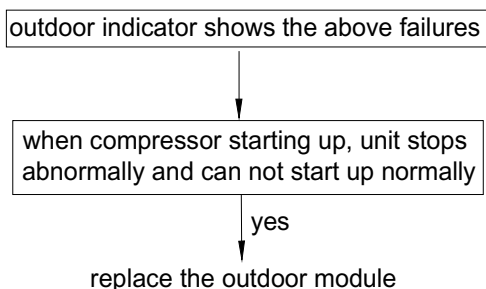 outdoor indicator shows the above failures
when compressor starting up, unit stops
abnormally and can not start up normally
yes
replace the outdoor module